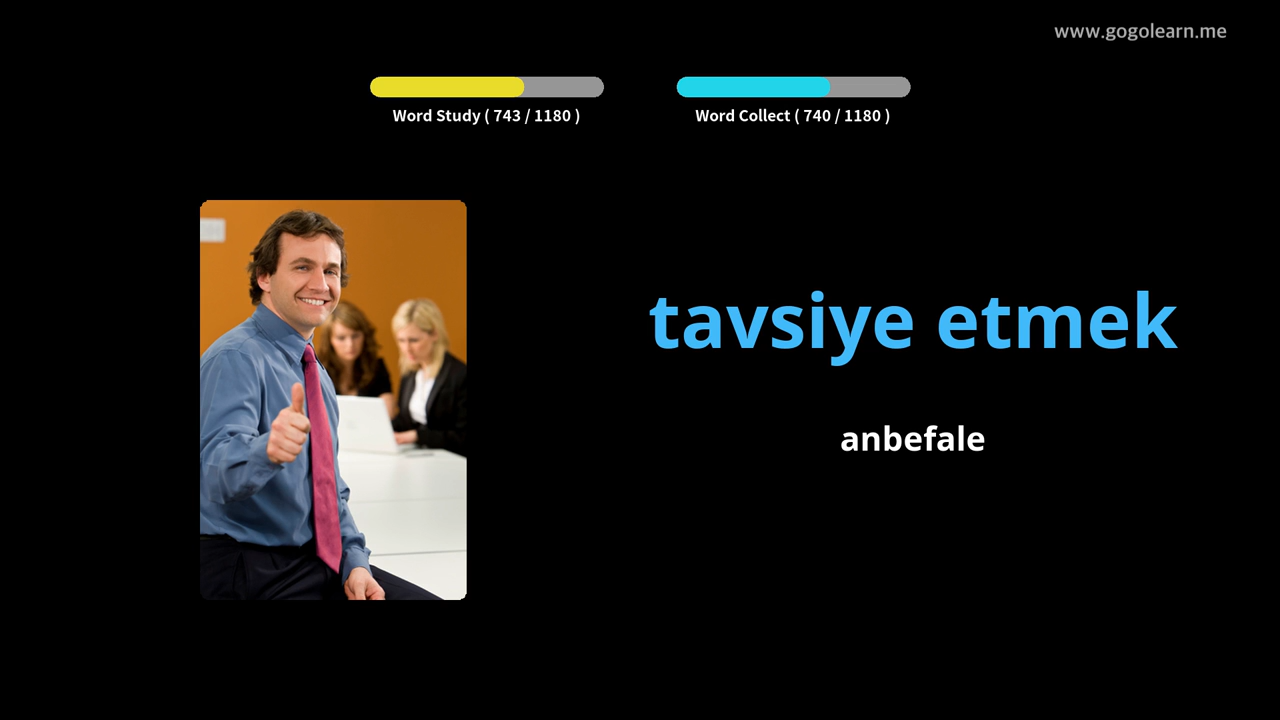 www.gogolearn.me
Word Study ( 743 / 1180 )
Word Collect ( 740 / 1180 )
tavsiye etmek
anbefale